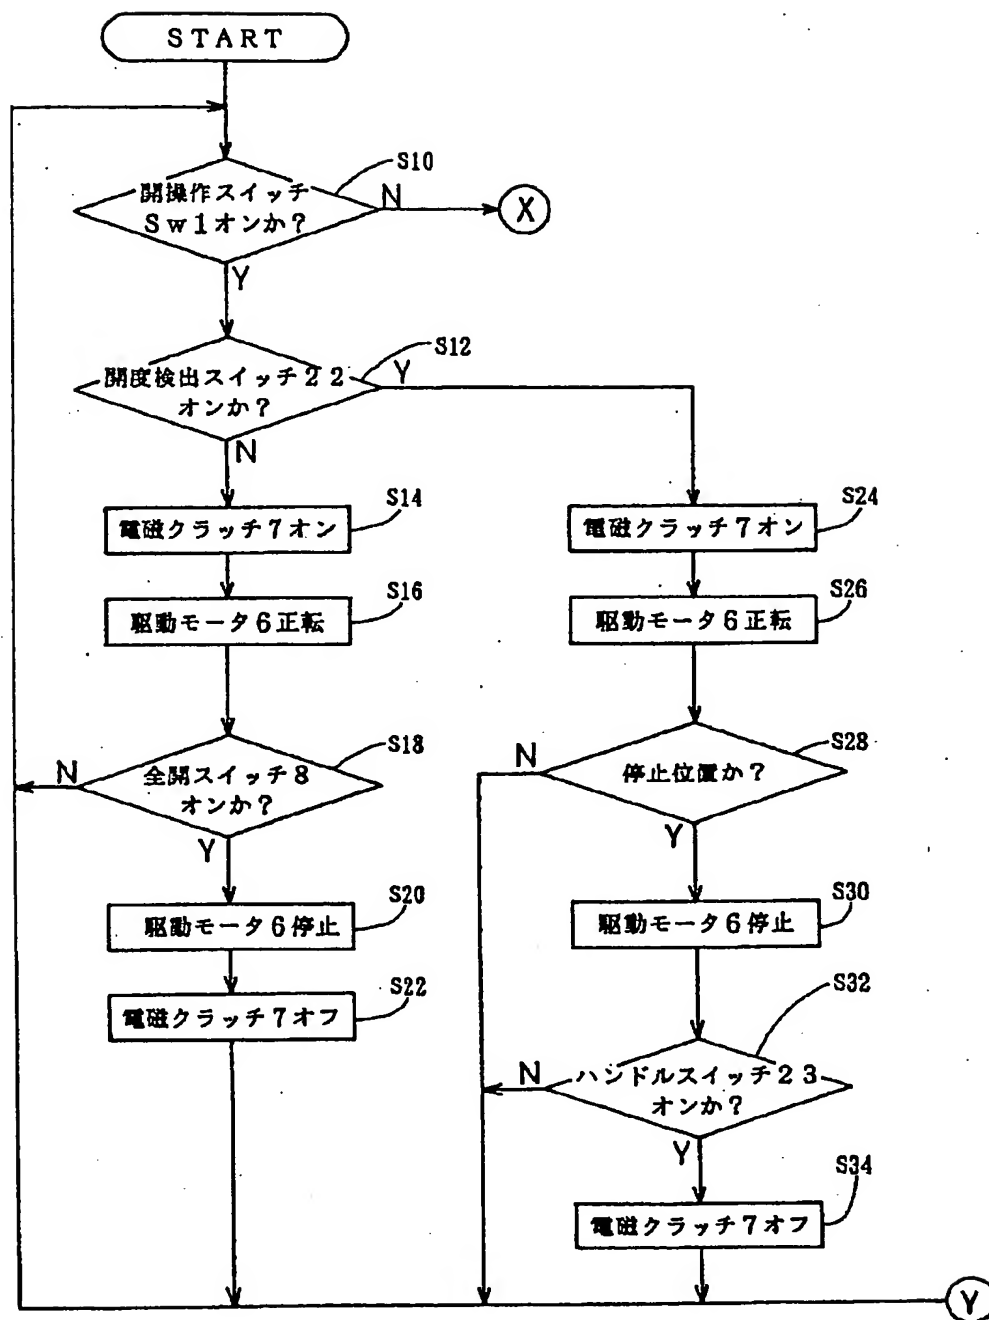 START
S10
開操作スイッチ
Sw1オンか?
N
X
Y
S12
開度検出スイッチ22
オンか?
Y
N
S14
電磁クラッチ7オン
S24
電磁クラッチ7オン
S16
駆動モータ6正転
S26
駆動モータ6正転
S18
全開スイッチ8
オンか?
N
Y
S28
停止位置か?
N
Y
S20
駆動モータ6停止
S30
駆動モータ6停止
S22
電磁クラッチ7オフ
S32
ハンドルスイッチ23
オンか?
N
Y
S34
電磁クラッチ7オフ
Y